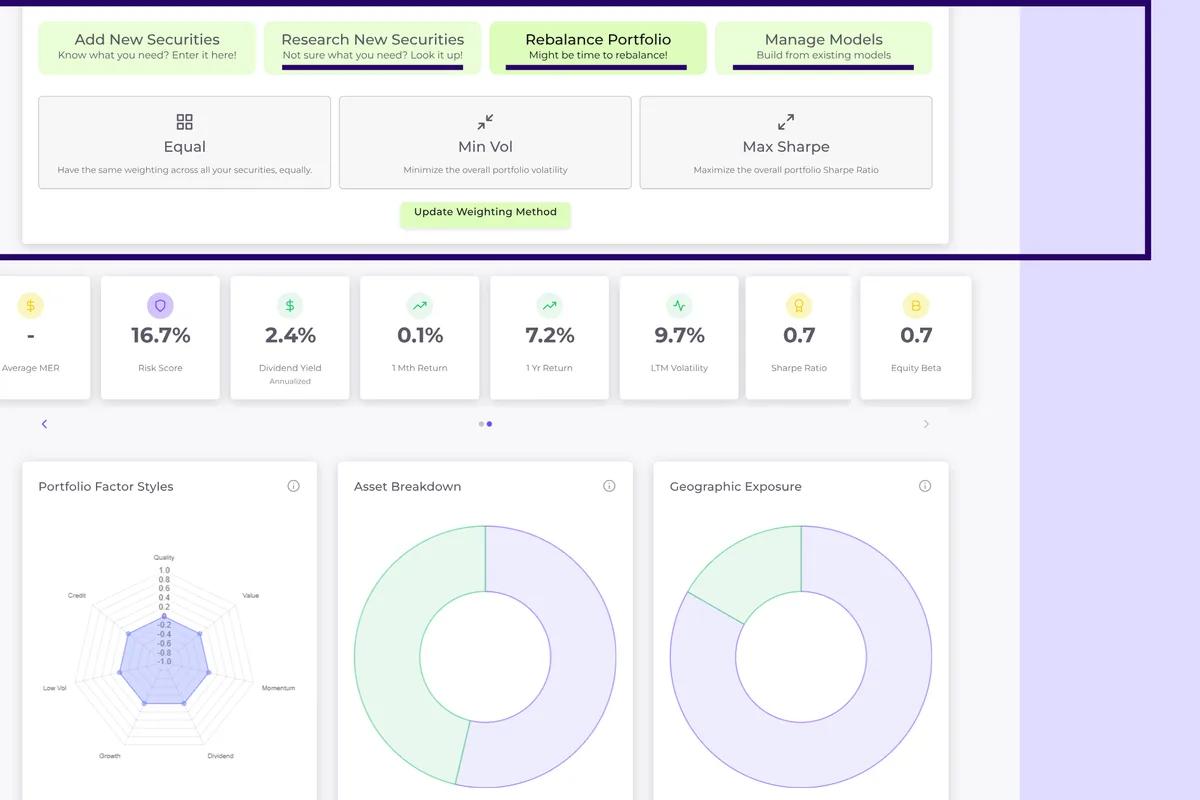 Add New Securities
Know what you need? Enter it here!
Research New Securities
Not sure what you need? Look it up!
Rebalance Portfolio
Might be time to rebalance!
Manage Models
Build from existing models
Equal
Have the same weighting across all your securities, equally.
Min Vol
Minimize the overall portfolio volatility
Max Sharpe
Maximize the overall portfolio Sharpe Ratio
Update Weighting Method
-
Average MER
16.7%
Risk Score
2.4%
Dividend Yield
Annualized
0.1%
1 Mth Return
7.2%
1 Yr Return
9.7%
LTM Volatility
0.7
Sharpe Ratio
0.7
Equity Beta
Portfolio Factor Styles
Quality
1.0
0.8
0.6
0.4
0.2
0
-0.2
-0.4
-0.6
-0.8
-1.0
Value
Momentum
Dividend
Growth
Low Vol
Credit
Asset Breakdown
Geographic Exposure